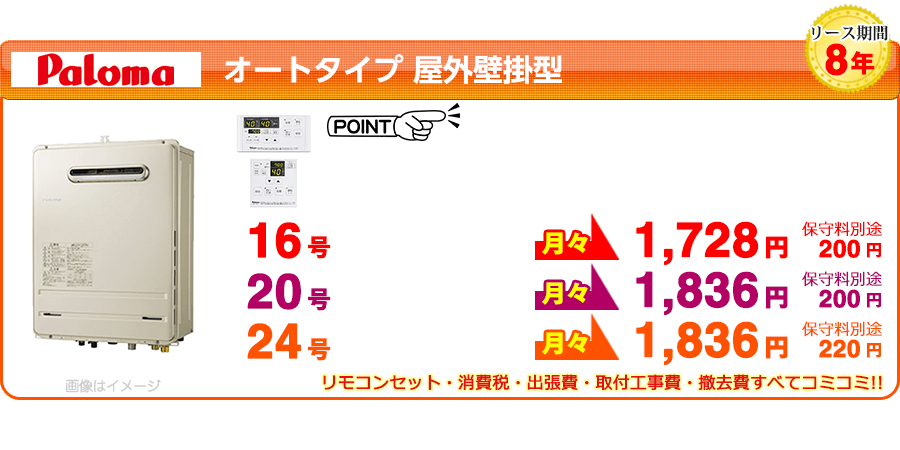 リース期間
8年
Paloma オートタイプ 屋外壁掛型
POINT
16号 月々 1,728円 保守料別途 200円
20号 月々 1,836円 保守料別途 200円
24号 月々 1,836円 保守料別途 220円
画像はイメージ
リモコンセット・消費税・出張費・取付工事費・撤去費すべてコミコミ!!